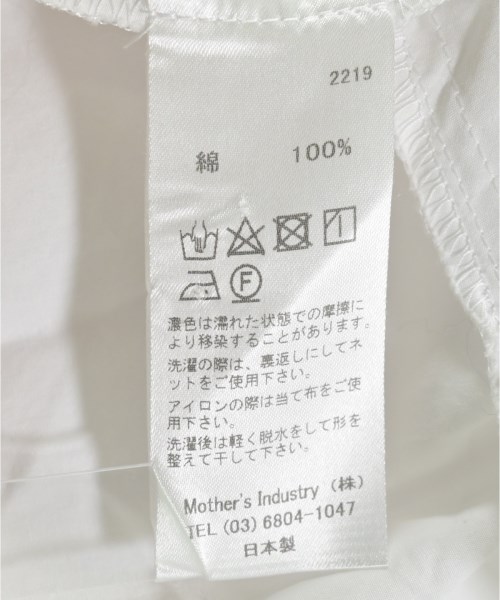 2219
綿 100%
F
濃色は濡れた状態での摩擦に
より移染することがあります。
洗濯の際は、裏返しにしてネ
ットをご使用下さい。
アイロンの際は当て布をご使
用下さい。
洗濯後は軽く脱水をして形を
整えて干して下さい。
Mother's Industry (株)
TEL (03) 6804-1047
日本製